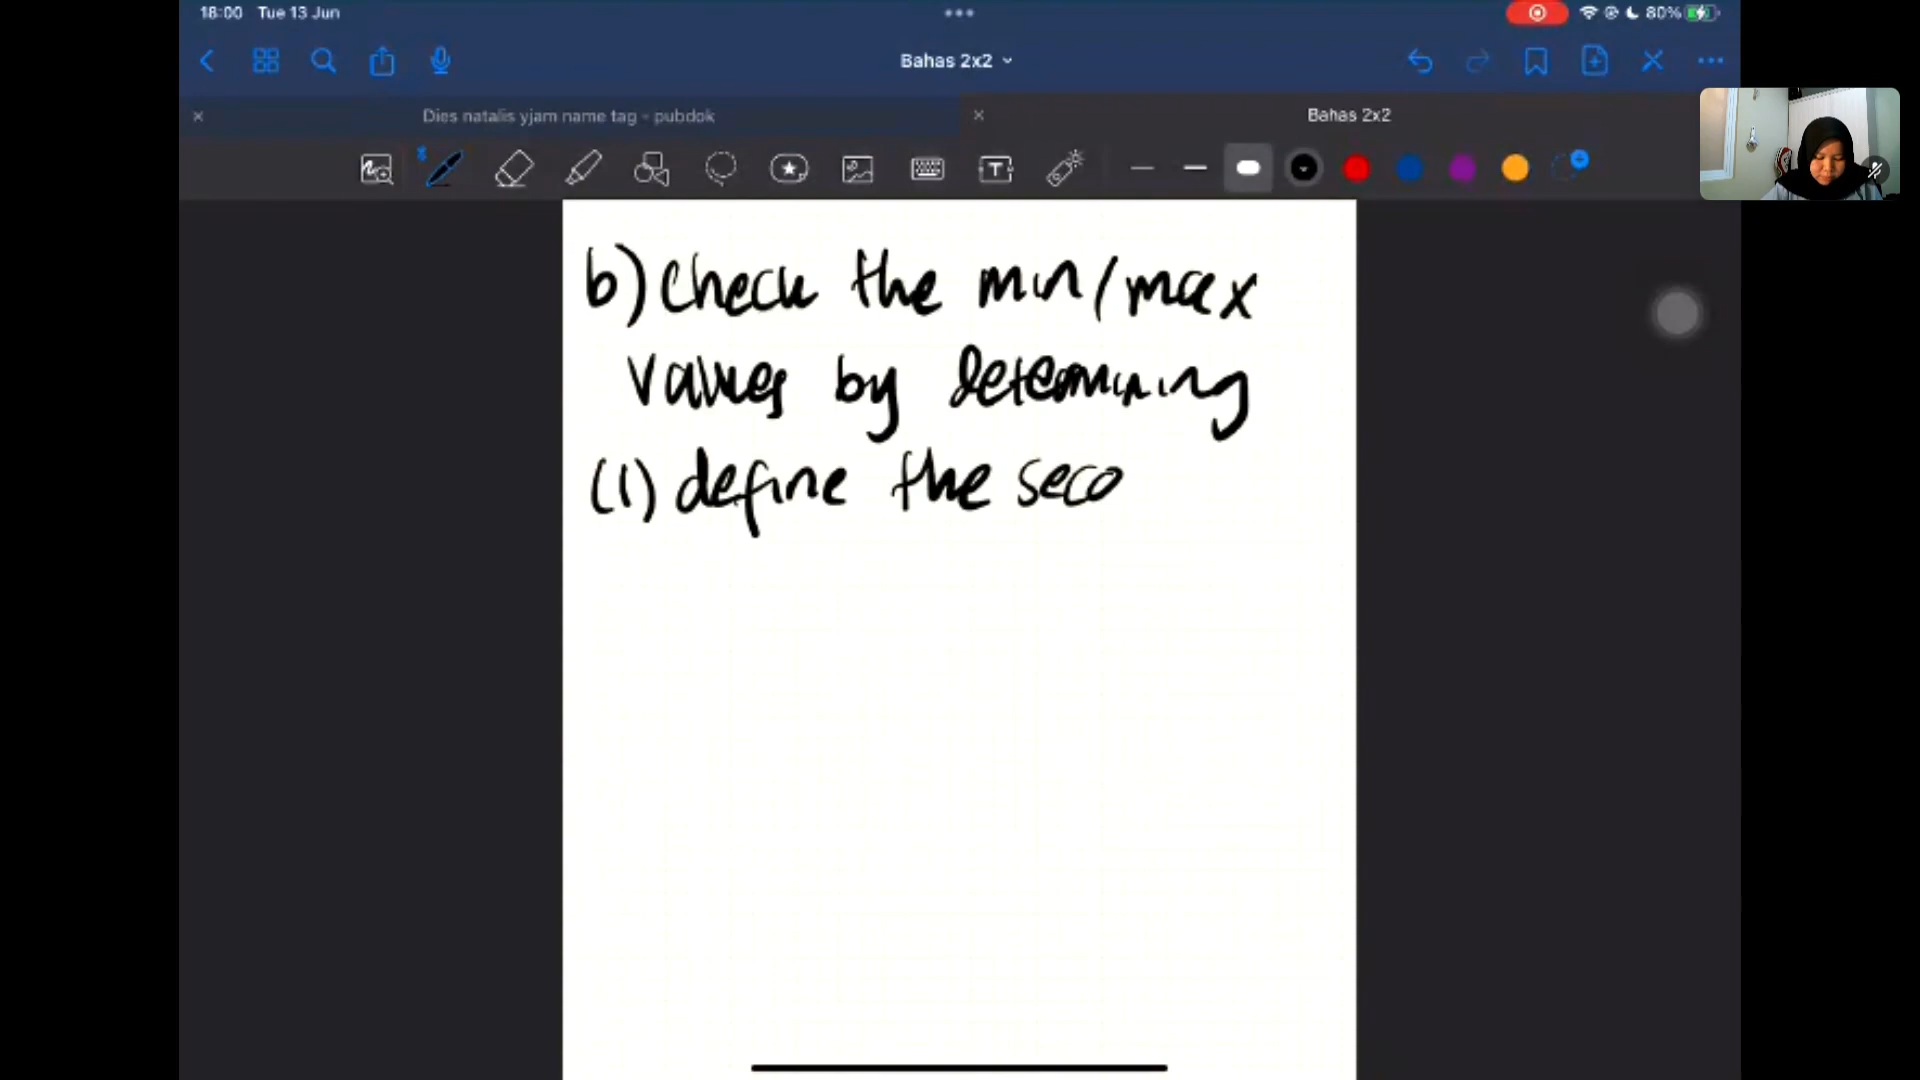 18:00 Tue 13 Jun
80%
Bahas 2x2
Dies natalis yjam name tag - pubdok
Bahas 2x2
b) check the min/max
values by determining
(1) define the seco